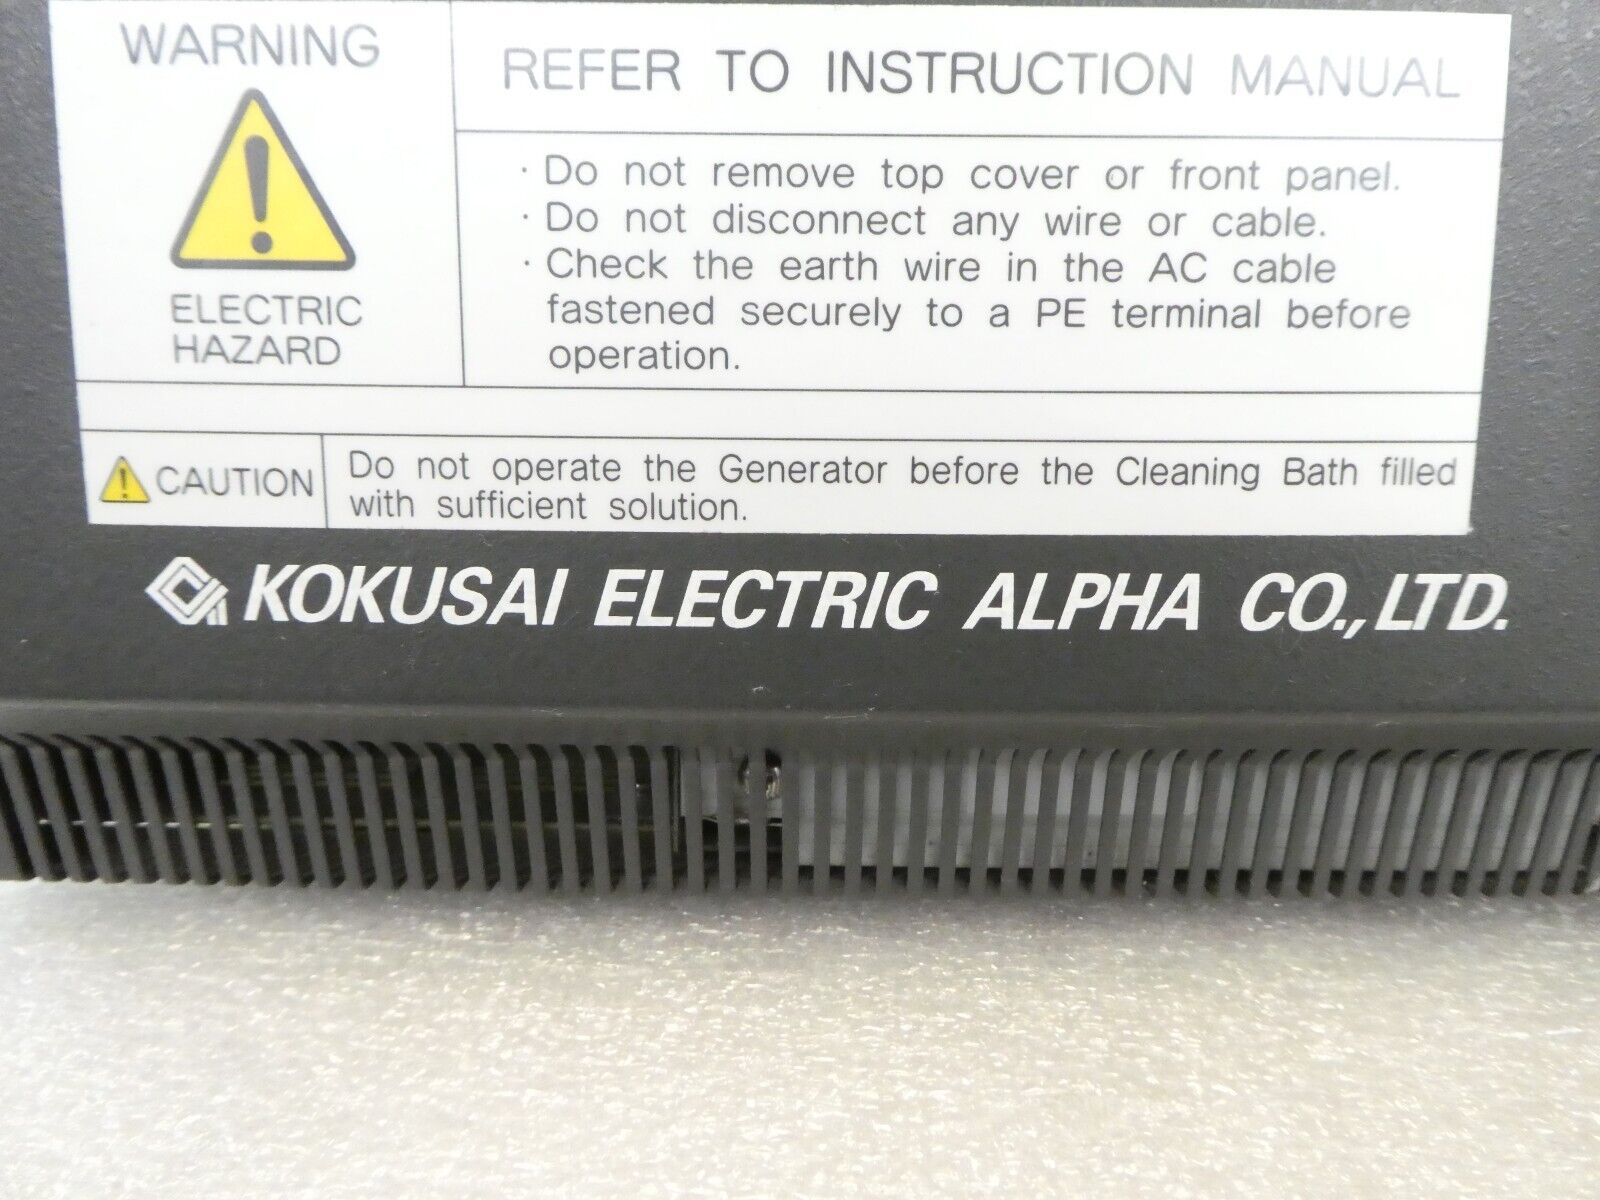 WARNING
ELECTRIC
HAZARD
REFER TO INSTRUCTION MANUAL
· Do not remove top cover or front panel.
· Do not disconnect any wire or cable.
· Check the earth wire in the AC cable
fastened securely to a PE terminal before
operation.
CAUTION
Do not operate the Generator before the Cleaning Bath filled
with sufficient solution.
KOKUSAI ELECTRIC ALPHA CO.,LTD.